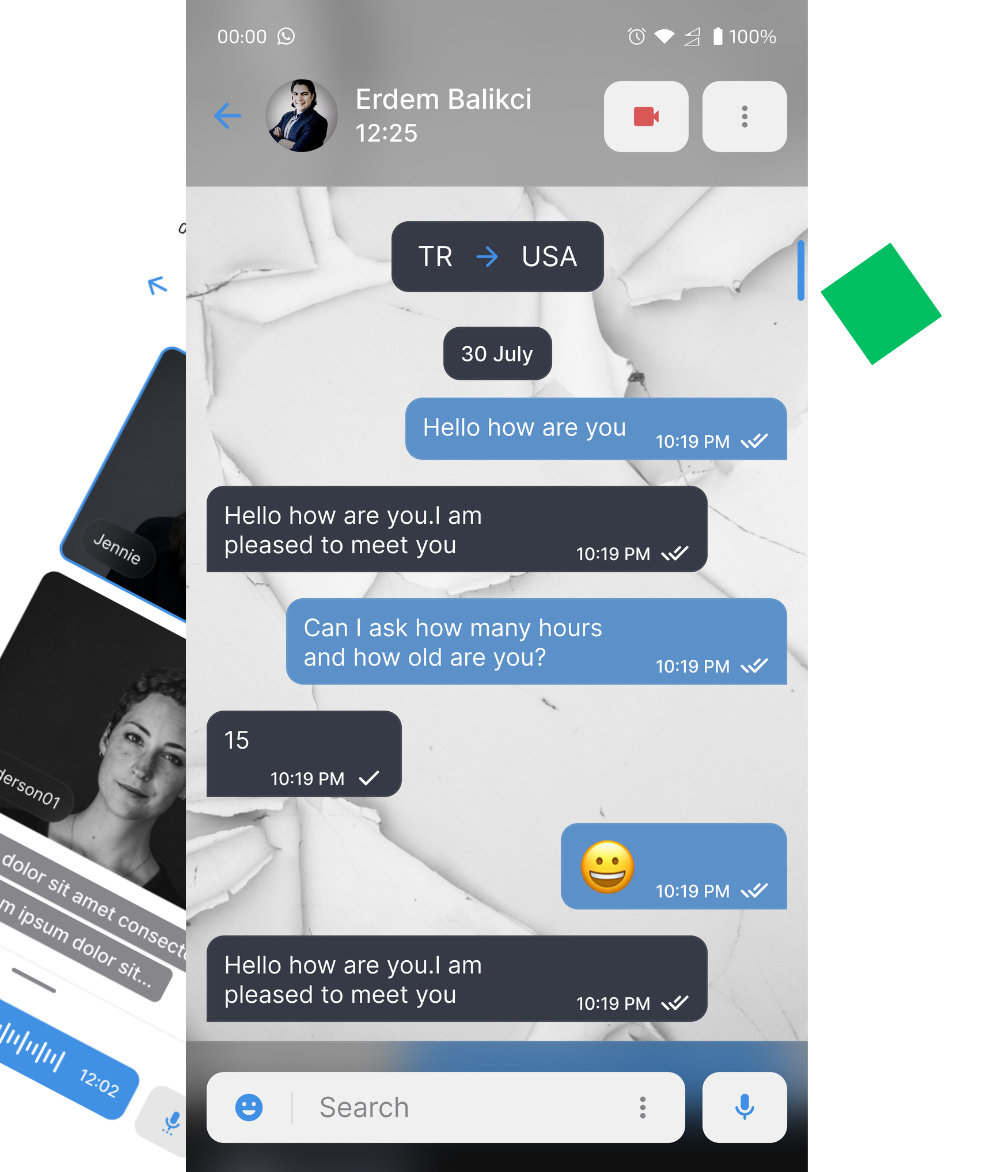 00:00
100%
Erdem Balikci
12:25
TR → USA
30 July
Hello how are you
10:19 PM
Hello how are you.I am
pleased to meet you
10:19 PM
Can I ask how many hours
and how old are you?
10:19 PM
15
10:19 PM
10:19 PM
Hello how are you.I am
pleased to meet you
10:19 PM
Search
Jennie
derson01
dolor sit amet consect
m ipsum dolor sit...
12:02